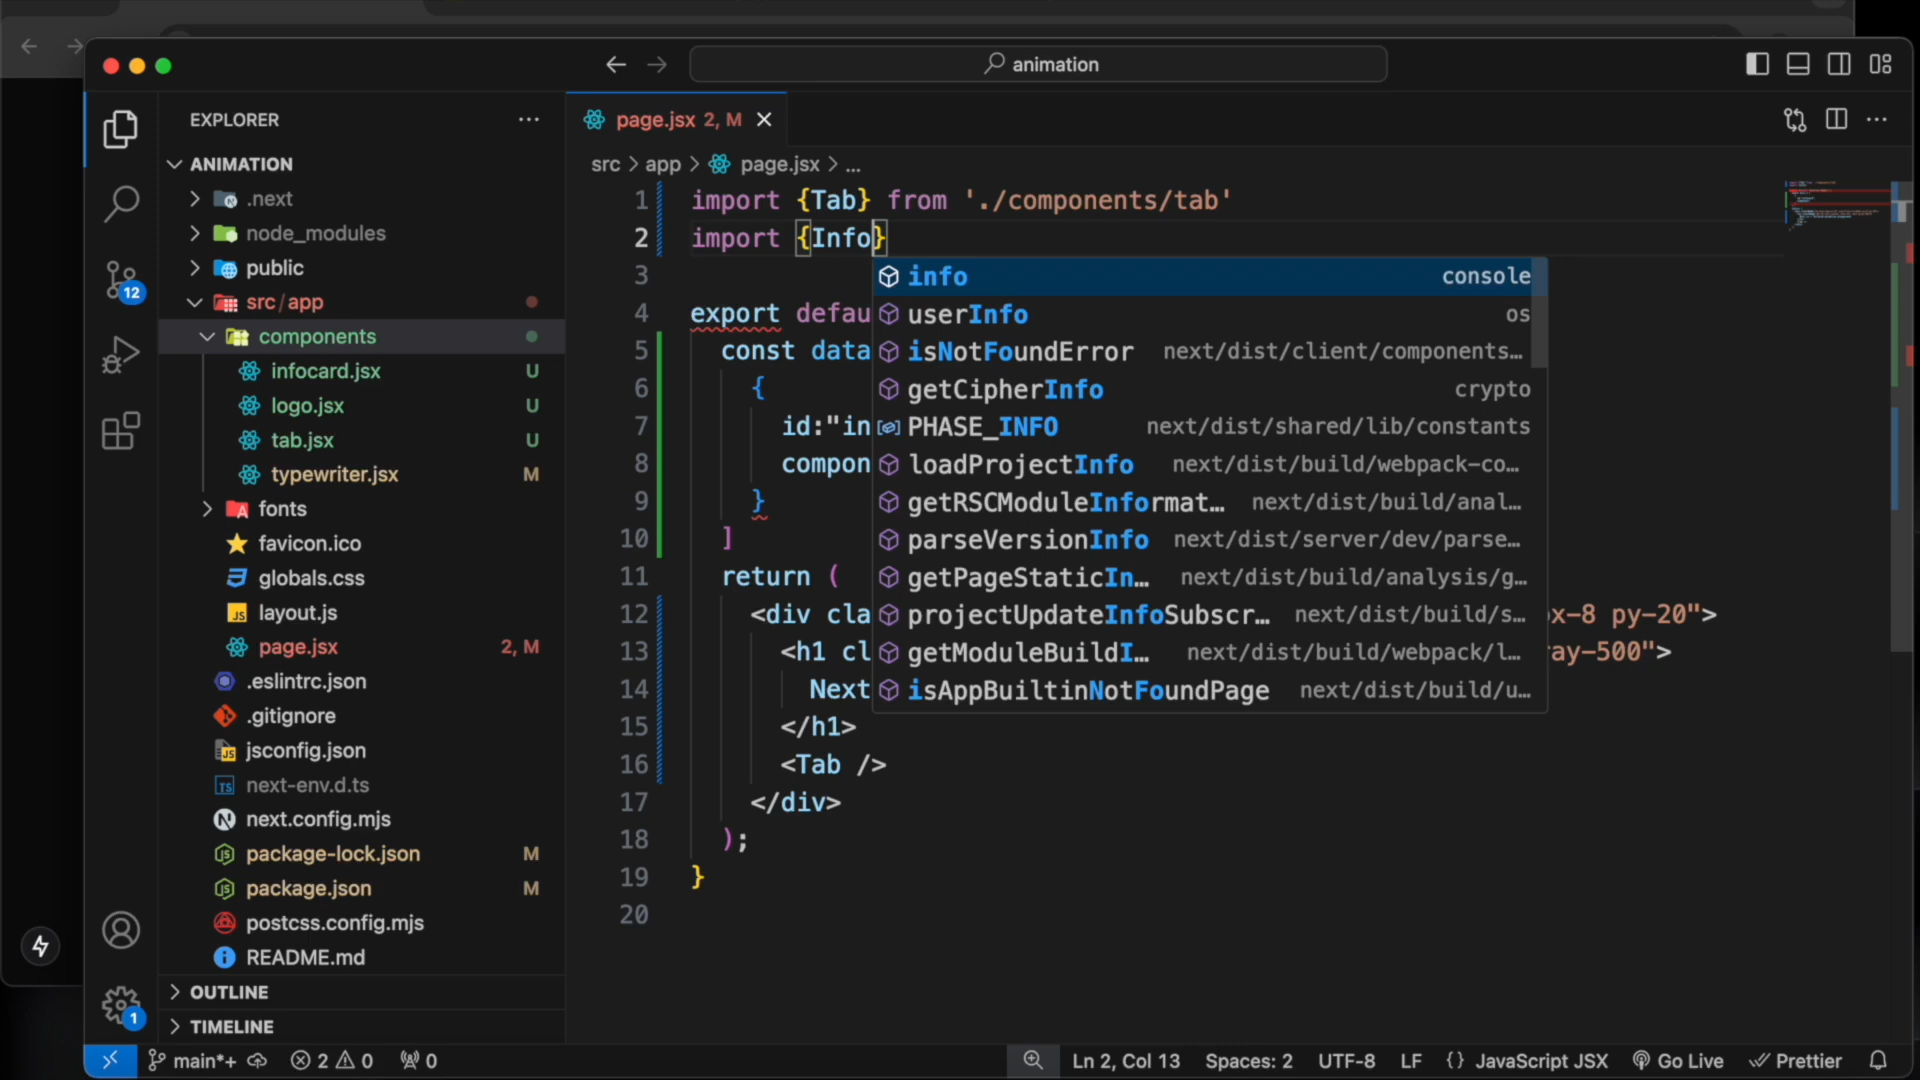 animation
EXPLORER
ANIMATION
.next
node_modules
public
src/app
components
infocard.jsx U
logo.jsx U
tab.jsx U
typewriter.jsx M
fonts
favicon.ico
globals.css
layout.js
page.jsx 2, M
.eslintrc.json
.gitignore
jsconfig.json
next-env.d.ts
next.config.mjs
package-lock.json M
package.json M
postcss.config.mjs
README.md
OUTLINE
TIMELINE
12
1
page.jsx 2, M
src > app > page.jsx > ...
1 import {Tab} from './components/tab'
2 import {Info}
3
4 export defau
5 const data
6 {
7 id:"in
8 compon
9 }
10 ]
11 return (
12 <div cla x-8 py-20">
13 <h1 cl ay-500">
14 Next
15 </h1>
16 <Tab />
17 </div>
18 );
19 }
20
info console
userInfo os
isNotFoundError next/dist/client/components…
getCipherInfo crypto
PHASE_INFO next/dist/shared/lib/constants
loadProjectInfo next/dist/build/webpack-co…
getRSCModuleInformat… next/dist/build/anal…
parseVersionInfo next/dist/server/dev/parse…
getPageStaticIn… next/dist/build/analysis/g…
projectUpdateInfoSubscr… next/dist/build/s…
getModuleBuildI… next/dist/build/webpack/l…
isAppBuiltinNotFoundPage next/dist/build/u…
main*+ 2 0 0 Ln 2, Col 13 Spaces: 2 UTF-8 LF {} JavaScript JSX Go Live Prettier